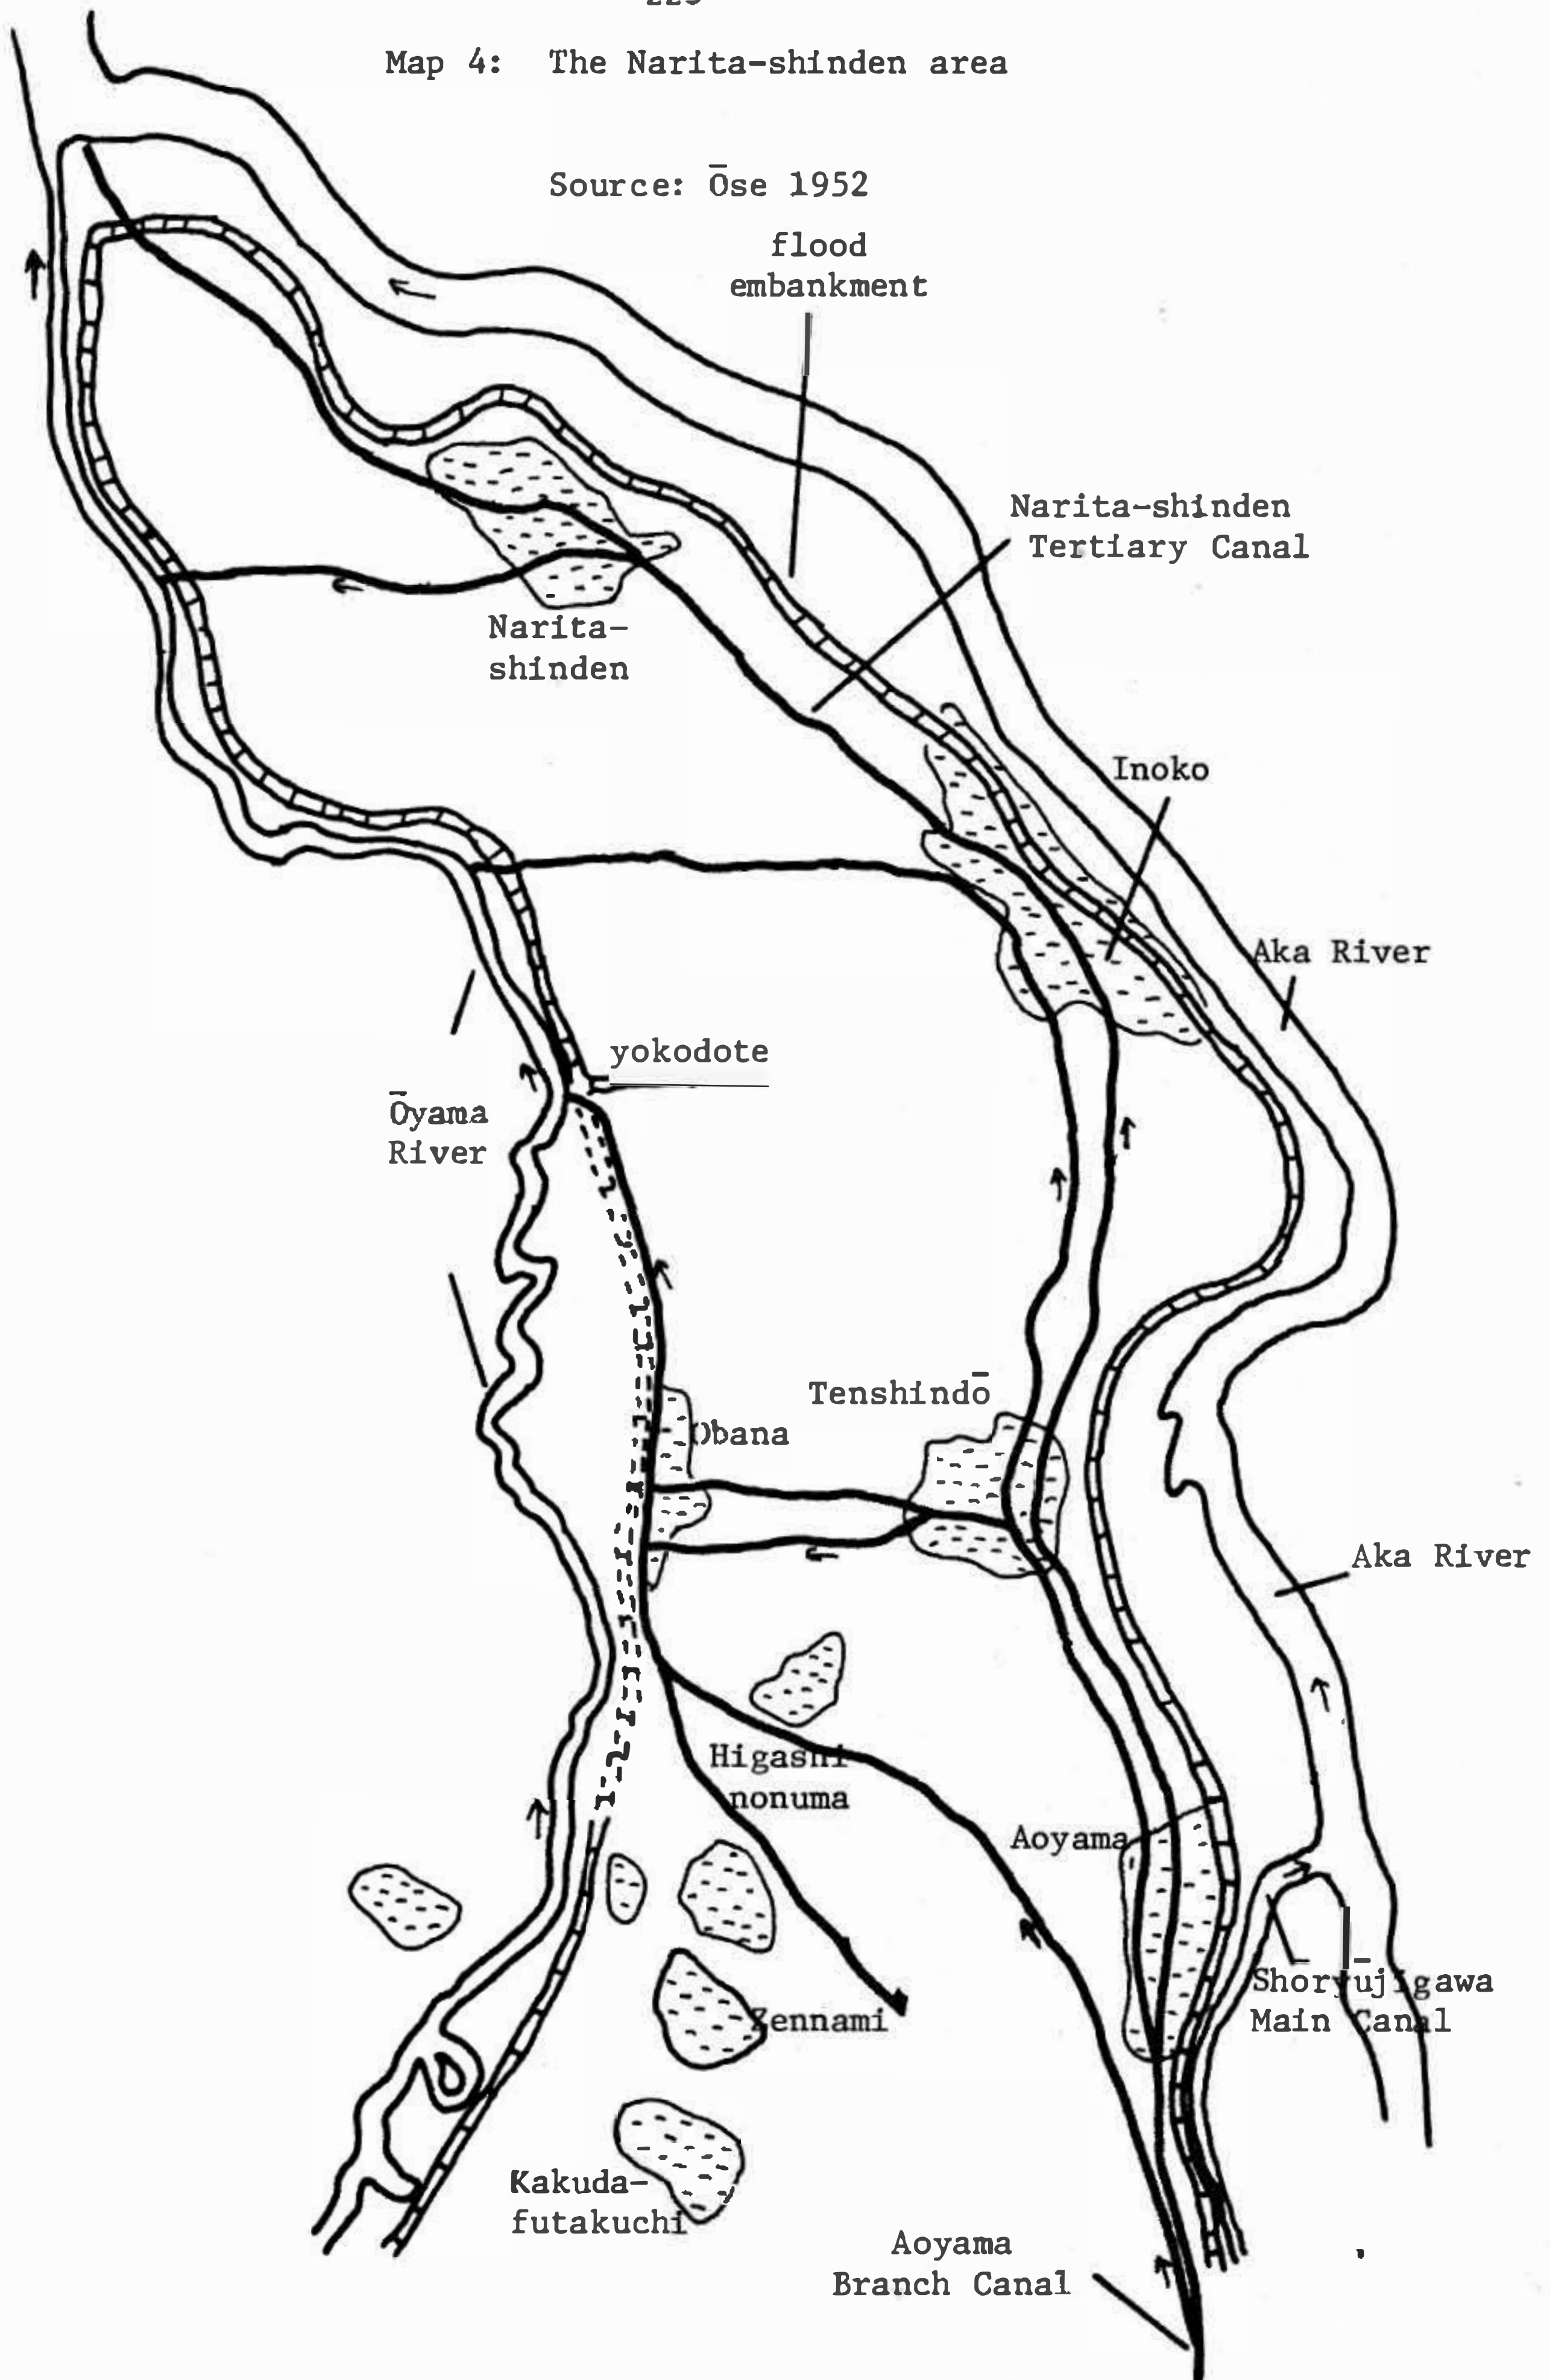 Map 4: The Narita-shinden area
Source: Ōse 1952
flood
embankment
Narita-shinden
Tertiary Canal
Narita-
shinden
Inoko
Aka River
yokodote
Ōyama
River
Tenshindō
Obana
Aka River
Higashi
nonuma
Aoyama
Shoryūjigawa
Main Canal
Zennami
Kakuda-
futakuchi
Aoyama
Branch Canal